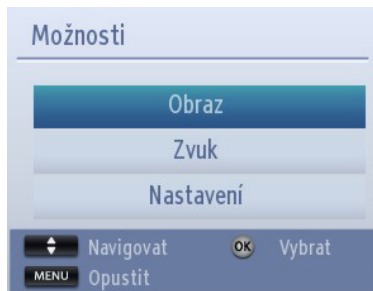 Možnosti
Obraz
Zvuk
Nastavení
Navigovat OK Vybrat
MENU Opustit